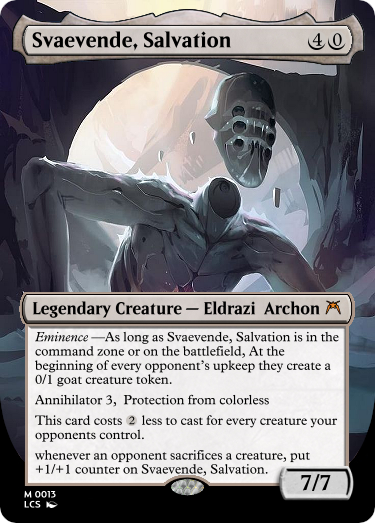 Svaevende, Salvation 4 0
Legendary Creature — Eldrazi Archon
Eminence —As long as Svaevende, Salvation is in the
command zone or on the battlefield, At the
beginning of every opponent's upkeep they create a
0/1 goat creature token.
Annihilator 3, Protection from colorless
This card costs 2 less to cast for every creature your
opponents control.
whenever an opponent sacrifices a creature, put
+1/+1 counter on Svaevende, Salvation.
7/7
M 0013
LCS